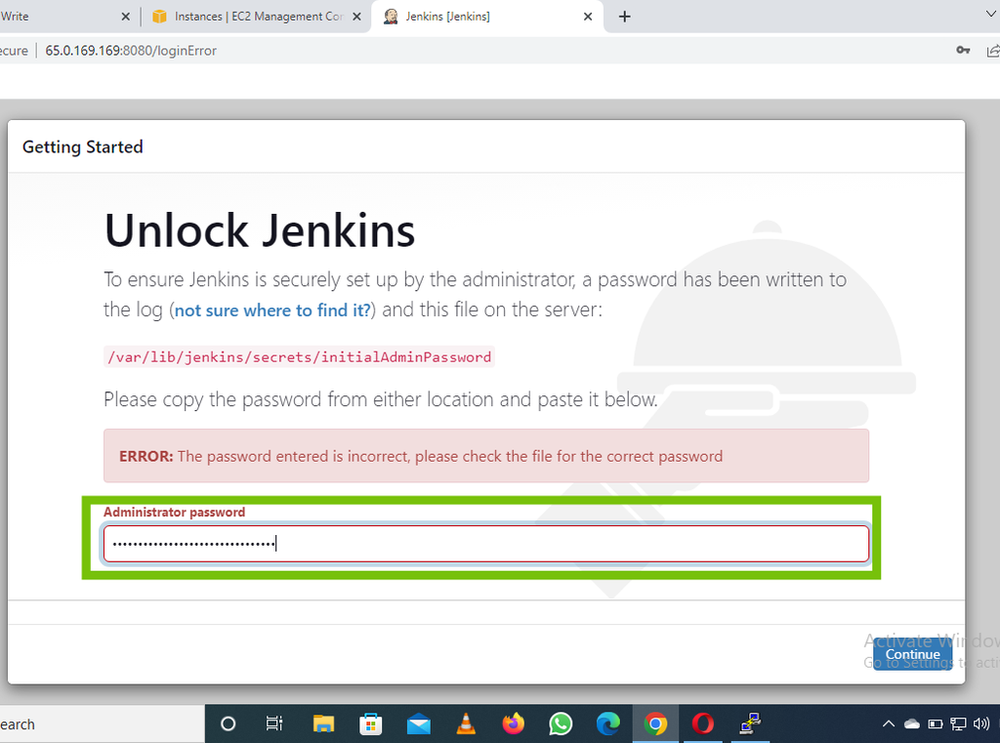 Write
Instances | EC2 Management Cor
Jenkins [Jenkins]
ecure
65.0.169.169:8080/loginError
Getting Started
Unlock Jenkins
To ensure Jenkins is securely set up by the administrator, a password has been written to
the log (not sure where to find it?) and this file on the server:
/var/lib/jenkins/secrets/initialAdminPassword
Please copy the password from either location and paste it below.
ERROR: The password entered is incorrect, please check the file for the correct password
Administrator password
Activate Window
Continue
Go to Settings to acti
earch